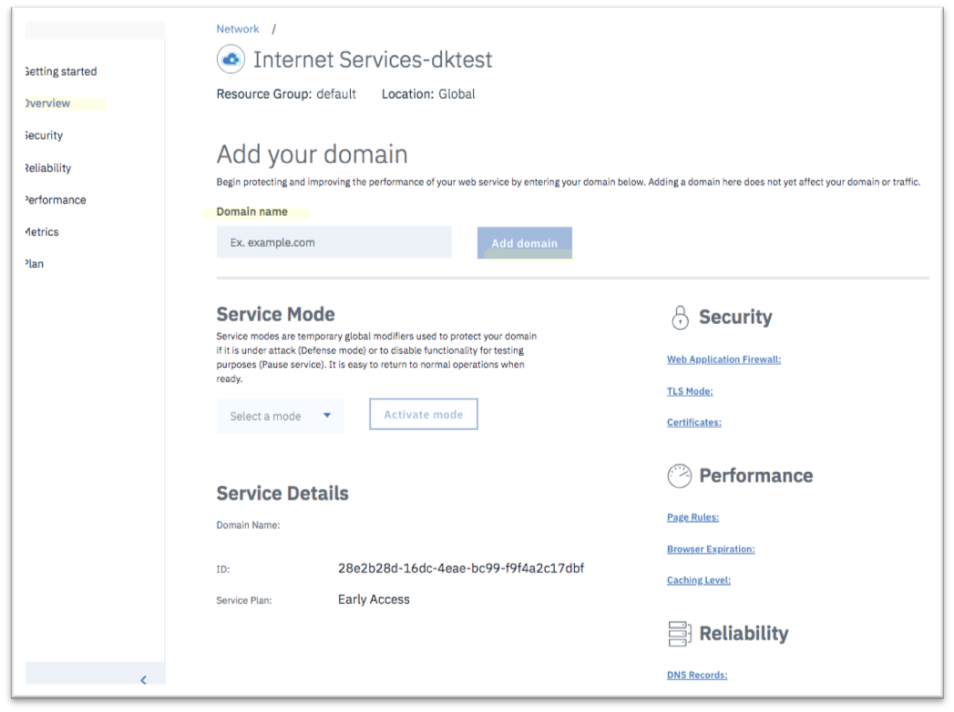 Network /
Internet Services-dktest
Resource Group: default Location: Global
Getting started
Overview
Security
Reliability
Performance
Metrics
Plan
Add your domain
Begin protecting and improving the performance of your web service by entering your domain below. Adding a domain here does not yet affect your domain or traffic.
Domain name
Ex. example.com
Add domain
Service Mode
Service modes are temporary global modifiers used to protect your domain
if it is under attack (Defense mode) or to disable functionality for testing
purposes (Pause service). It is easy to return to normal operations when
ready.
Select a mode
Activate mode
Service Details
Domain Name:
ID: 28e2b28d-16dc-4eae-bc99-f9f4a2c17dbf
Service Plan: Early Access
Security
Web Application Firewall:
TLS Mode:
Certificates:
Performance
Page Rules:
Browser Expiration:
Caching Level:
Reliability
DNS Records: